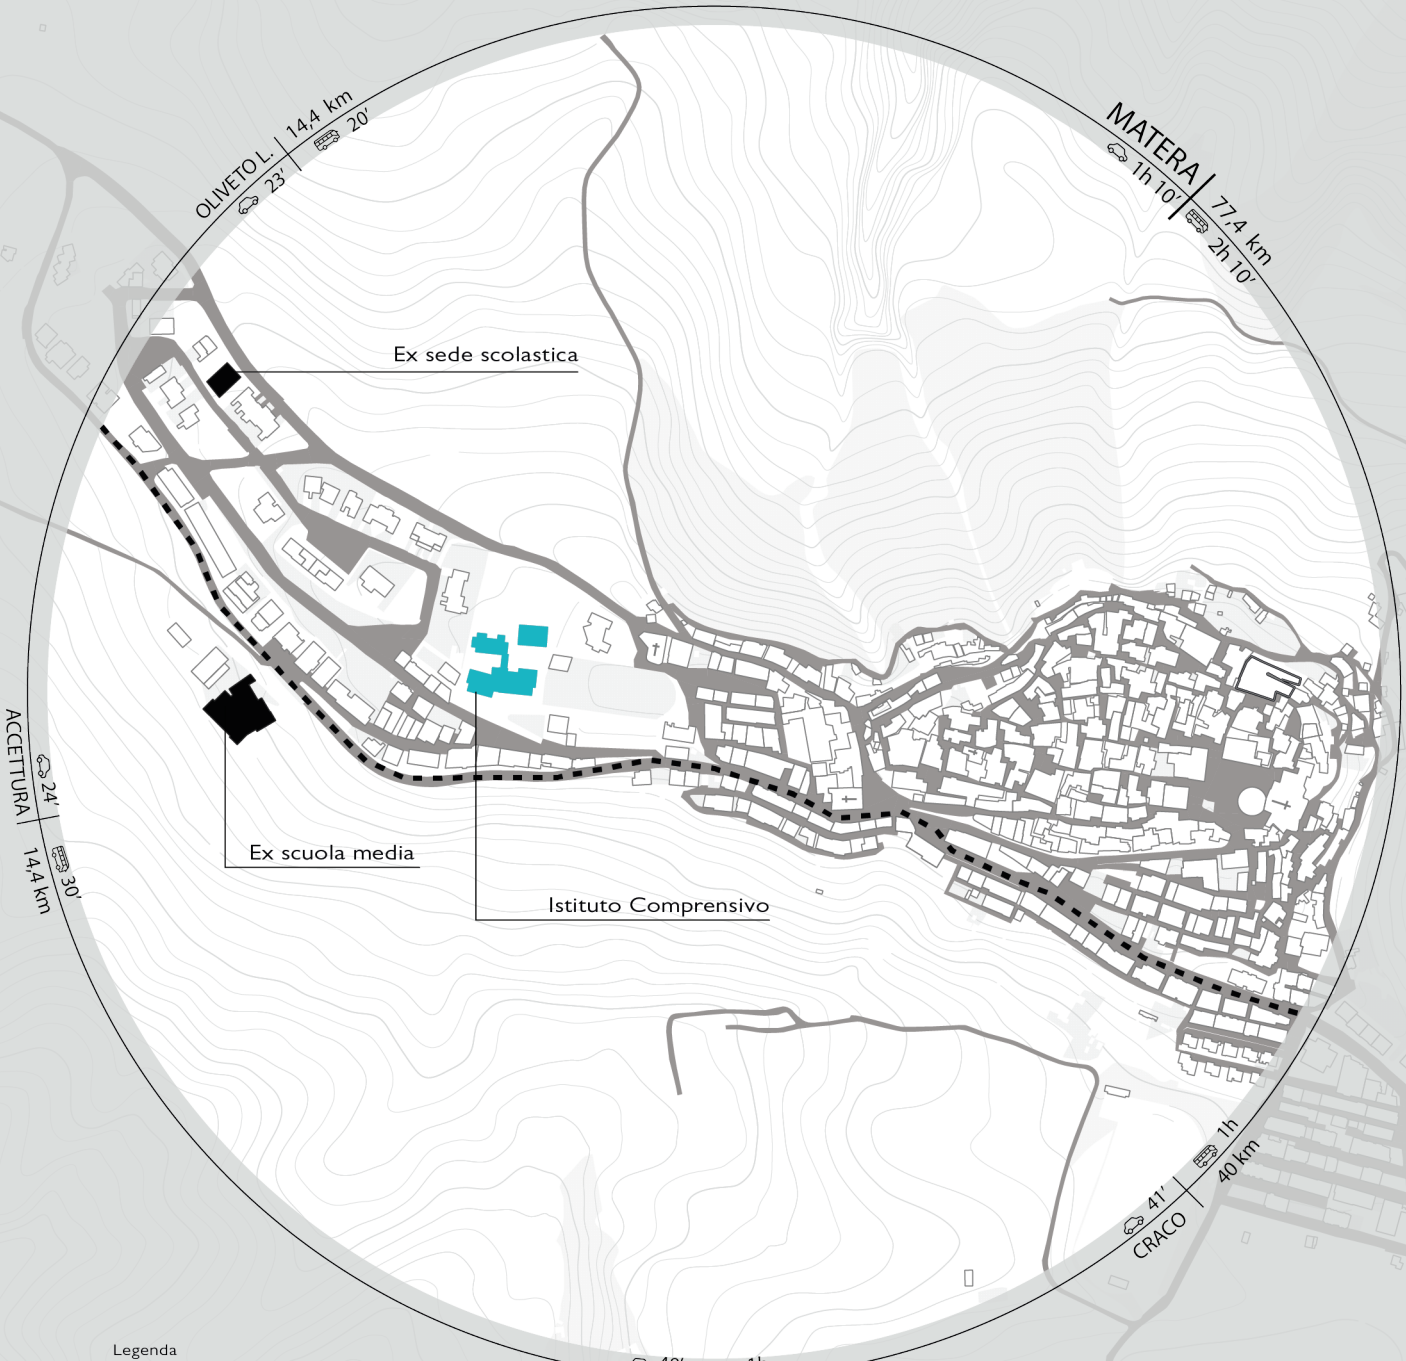 14,4 km
20'
OLIVETO L.
23'
MATERA
1h 10'
77,4 km
2h 10'
Ex sede scolastica
ACCETTURA
24'
14,4 km
30'
Ex scuola media
Istituto Comprensivo
1h
40 km
41'
CRACO
Legenda